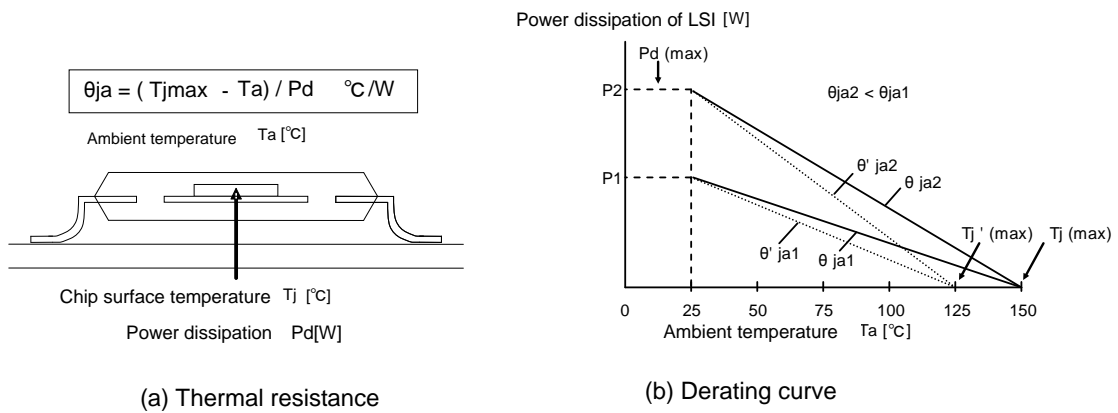 θja = ( Tjmax - Ta) / Pd ℃/W
Ambient temperature Ta [℃]
Chip surface temperature Tj [℃]
Power dissipation Pd[W]
(a) Thermal resistance
Power dissipation of LSI [W]
Pd (max)
P2
θja2 < θja1
P1
θ' ja2
θ ja2
Tj ' (max)
Tj (max)
θ' ja1
θ ja1
0 25 50 75 100 125 150
Ambient temperature Ta [℃]
(b) Derating curve